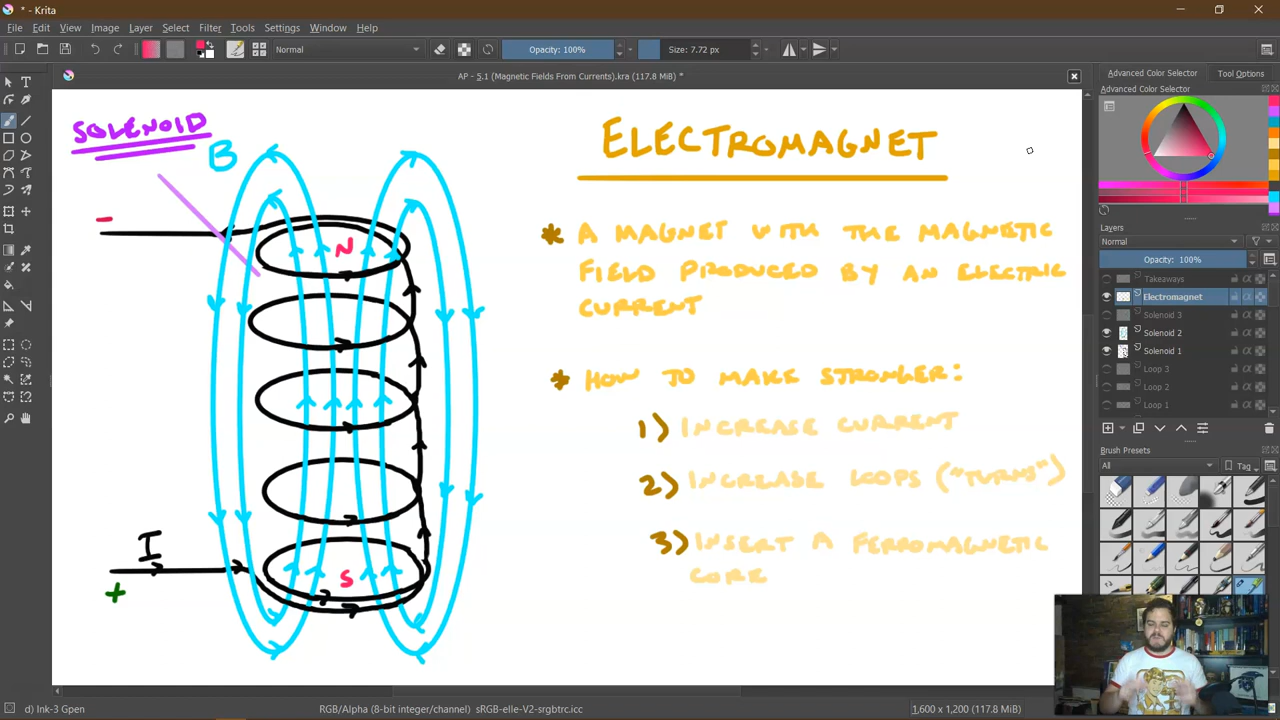 * - Krita
File Edit View Image Layer Select Filter Tools Settings Window Help
Normal Opacity: 100% Size: 7.72 px
AP - 5.1 (Magnetic Fields From Currents).kra (117.8 MiB) *
Advanced Color Selector Tool Options
Advanced Color Selector
SOLENOID
B
ELECTROMAGNET
-
N
* A MAGNET WITH THE MAGNETIC
FIELD PRODUCED BY AN ELECTRIC
CURRENT
* HOW TO MAKE STRONGER:
1) INCREASE CURRENT
2) INCREASE LOOPS ("TURNS")
3) INSERT A FERROMAGNETIC
CORE
I
S
+
Layers
Normal
Opacity: 100%
Takeaways
Electromagnet
Solenoid 3
Solenoid 2
Solenoid 1
Loop 3
Loop 2
Loop 1
Brush Presets
All Tag
d) Ink-3 Gpen
RGB/Alpha (8-bit integer/channel) sRGB-elle-V2-srgbtrc.icc
1,600 x 1,200 (117.8 MiB)